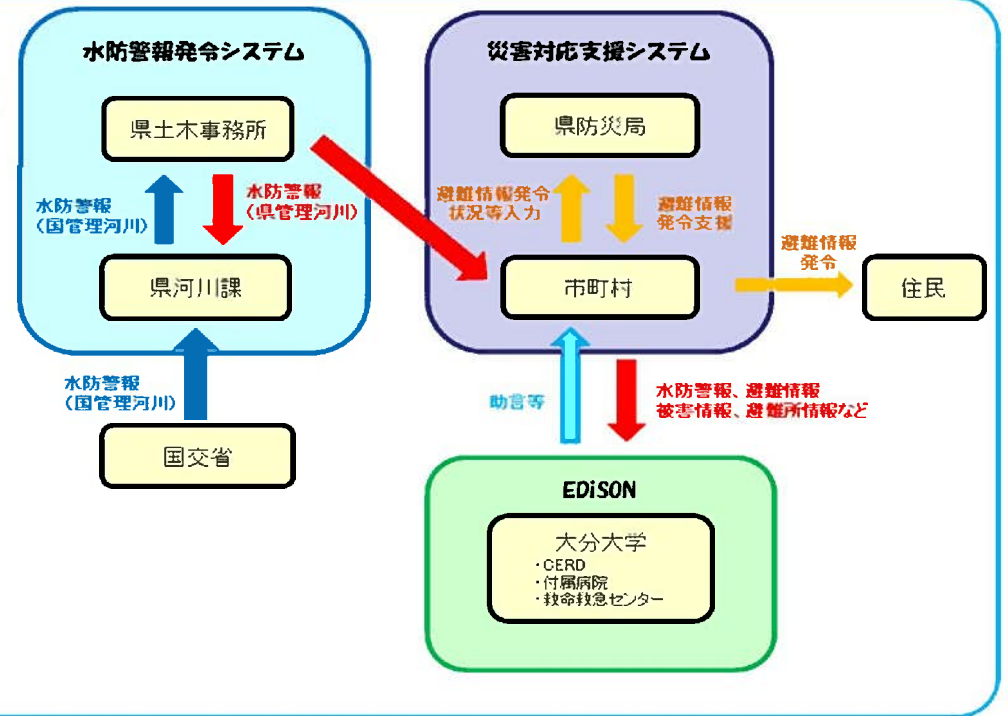 水防警報発令システム
県土木事務所
水防警報
(国管理河川)
水防警報
(県管理河川)
県河川課
水防警報
(国管理河川)
国交省
災害対応支援システム
県防災局
避難情報発令
状況等入力
避難情報
発令支援
市町村
避難情報
発令
住民
助言等
水防警報、避難情報
被害情報、避難所情報など
EDiSON
大分大学
・CERD
・付属病院
・救命救急センター